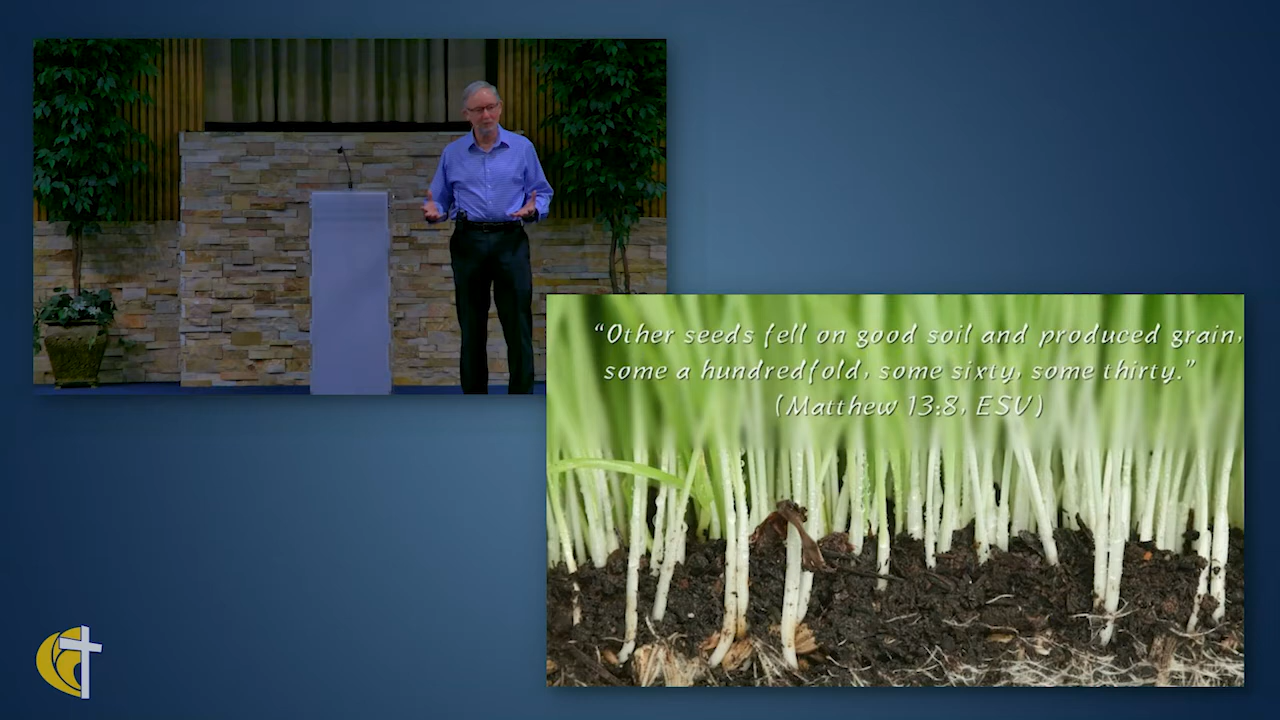 “Other seeds fell on good soil and produced grain,
some a hundredfold, some sixty, some thirty.”
(Matthew 13:8, ESV)